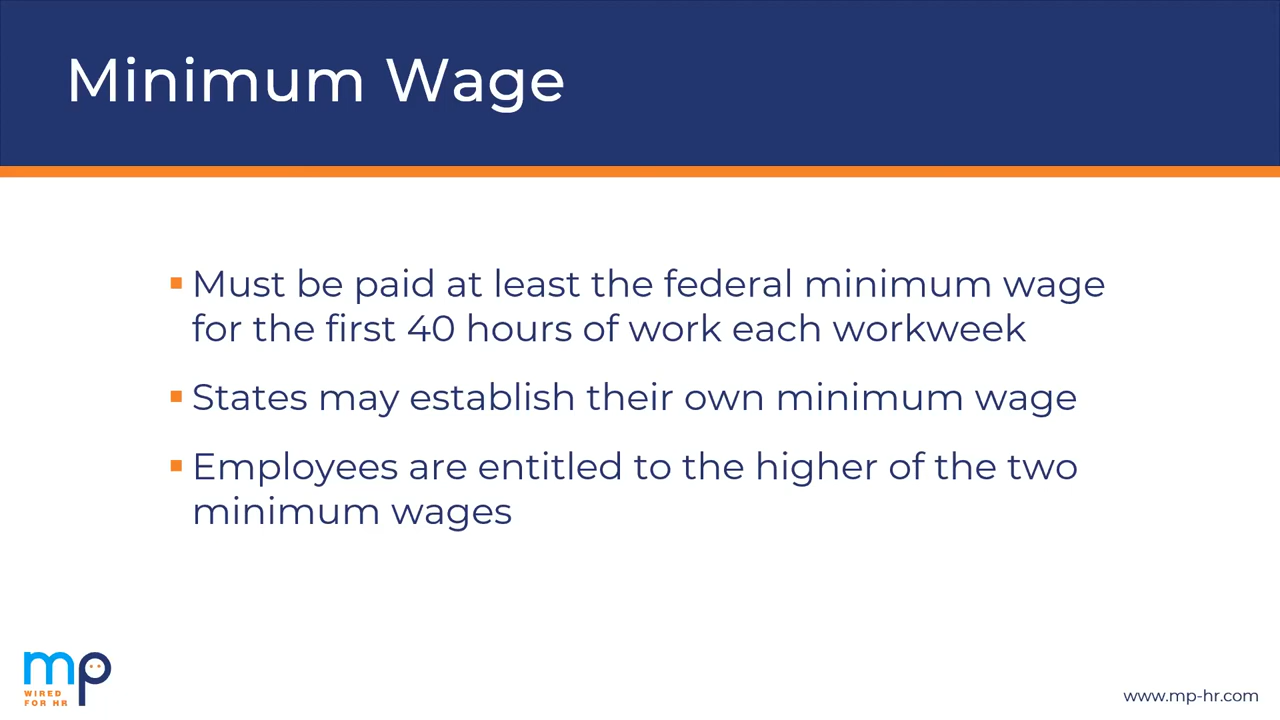 Minimum Wage
Must be paid at least the federal minimum wage
for the first 40 hours of work each workweek
States may establish their own minimum wage
Employees are entitled to the higher of the two
minimum wages
mp
WIRED
FOR HR
www.mp-hr.com